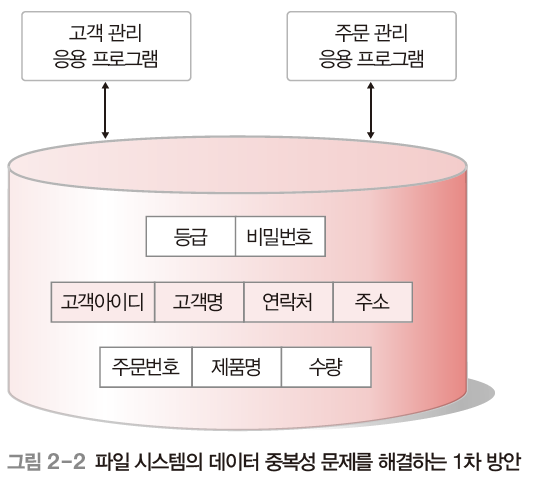 고객 관리
응용 프로그램
주문 관리
응용 프로그램
등급 비밀번호
고객아이디 고객명 연락처 주소
주문번호 제품명 수량
그림 2-2 파일 시스템의 데이터 중복성 문제를 해결하는 1차 방안